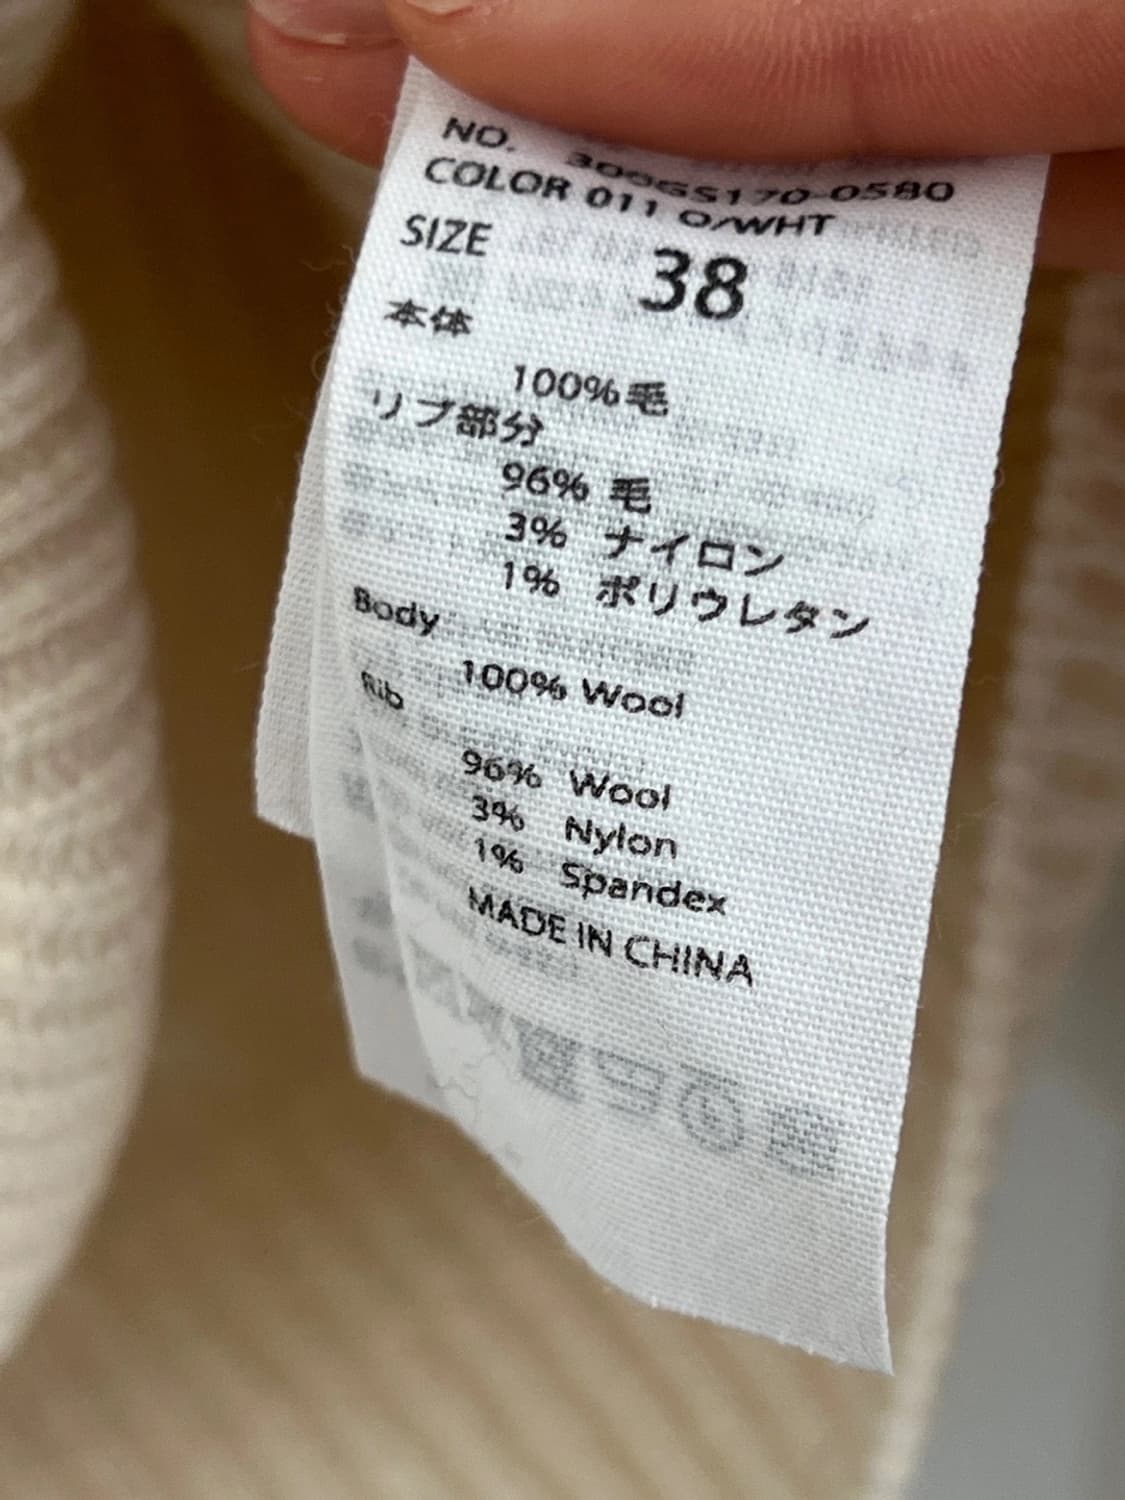 NO. 300GS170-0580
COLOR 011 O/WHT
SIZE 38
本体
100%毛
リブ部分
96% 毛
3% ナイロン
1% ポリウレタン
Body
100% Wool
Rib
96% Wool
3% Nylon
1% Spandex
MADE IN CHINA